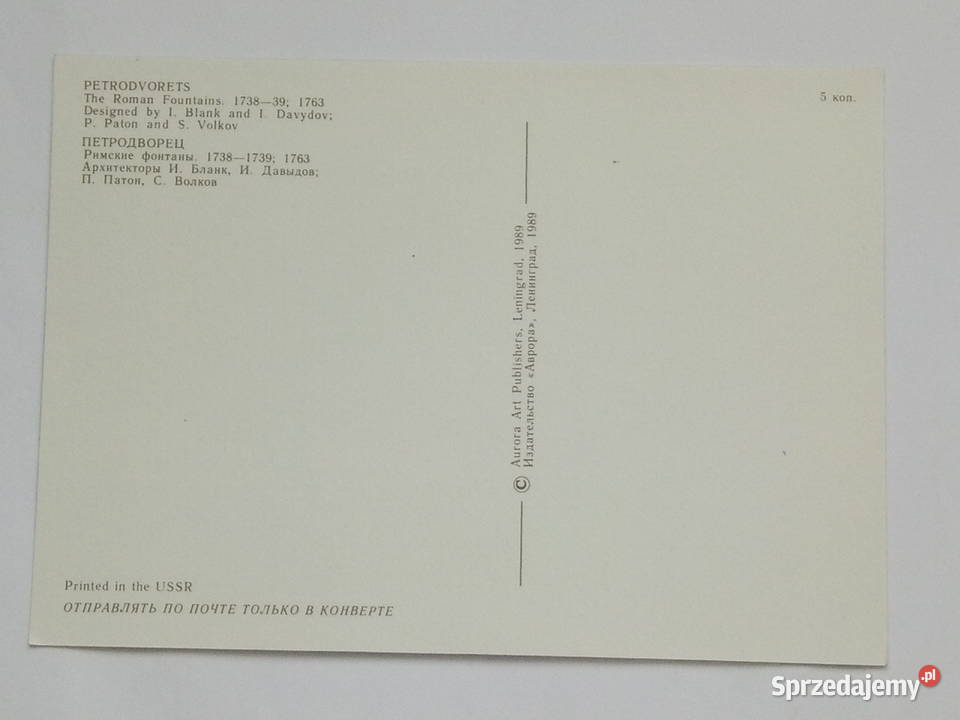 PETRODVORETS
The Roman Fountains. 1738—39; 1763
Designed by I. Blank and I. Davydov;
P. Paton and S. Volkov
ПЕТРОДВОРЕЦ
Римские фонтаны. 1738—1739; 1763
Архитекторы И. Бланк, И. Давыдов;
П. Патон, С. Волков
5 коп.
© Aurora Art Publishers, Leningrad, 1989
Издательство «Аврора», Ленинград, 1989
Printed in the USSR
ОТПРАВЛЯТЬ ПО ПОЧТЕ ТОЛЬКО В КОНВЕРТЕ
Sprzedajemy.pl